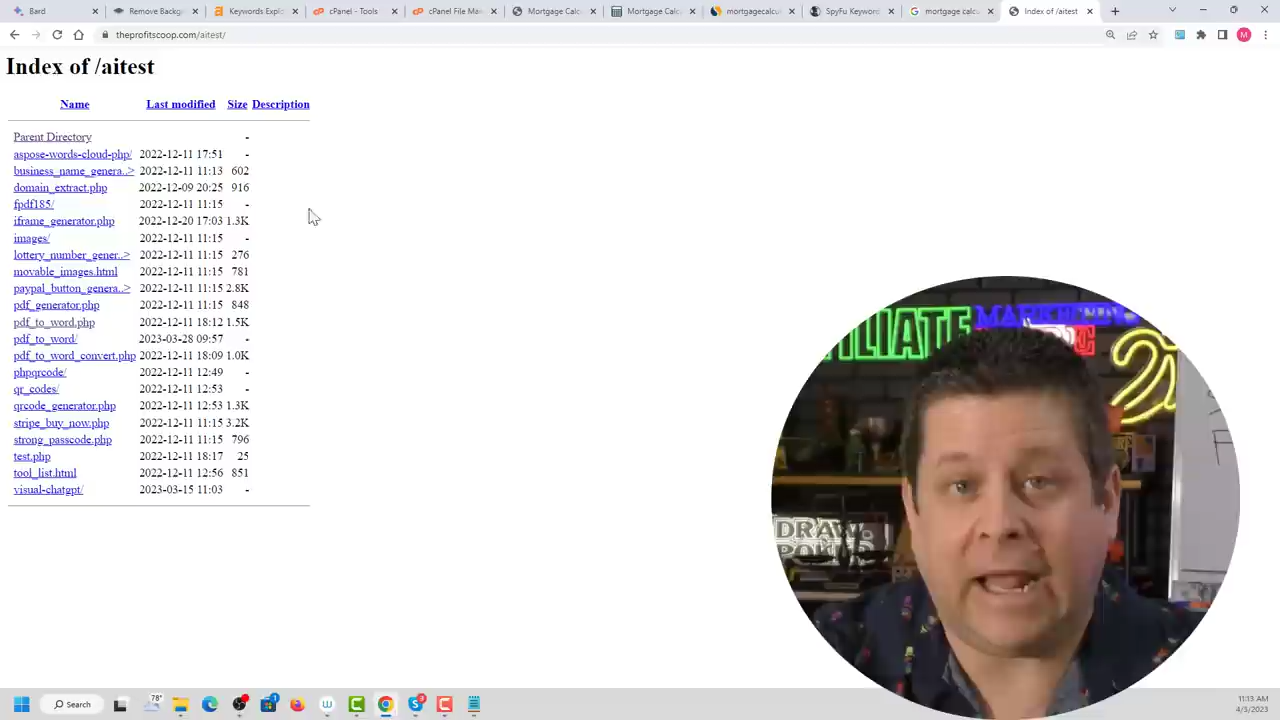 Bard
Remove Backg
Keywords Explo
cPanel - Tools
cPanel File Ma
Mortgage Calc
Mortgage Calc
mortgagecalcu
SpyFu Keyword
mortgage calcu
Index of /aitest
theprofitscoop.com/aitest/
M
Index of /aitest
Name Last modified Size Description
Parent Directory -
aspose-words-cloud-php/ 2022-12-11 17:51 -
business_name_genera..> 2022-12-11 11:13 602
domain_extract.php 2022-12-09 20:25 916
fpdf185/ 2022-12-11 11:15 -
iframe_generator.php 2022-12-20 17:03 1.3K
images/ 2022-12-11 11:15 -
lottery_number_gener..> 2022-12-11 11:15 276
movable_images.html 2022-12-11 11:15 781
paypal_button_genera..> 2022-12-11 11:15 2.8K
pdf_generator.php 2022-12-11 11:15 848
pdf_to_word.php 2022-12-11 18:12 1.5K
pdf_to_word/ 2023-03-28 09:57 -
pdf_to_word_convert.php 2022-12-11 18:09 1.0K
phpqrcode/ 2022-12-11 12:49 -
qr_codes/ 2022-12-11 12:53 -
qrcode_generator.php 2022-12-11 12:53 1.3K
stripe_buy_now.php 2022-12-11 11:15 3.2K
strong_passcode.php 2022-12-11 11:15 796
test.php 2022-12-11 18:17 25
tool_list.html 2022-12-11 12:56 851
visual-chatgpt/ 2023-03-15 11:03 -
ILIATE MARKETING
DRAW
POKER
Search
78°
11:13 AM
4/5/2023